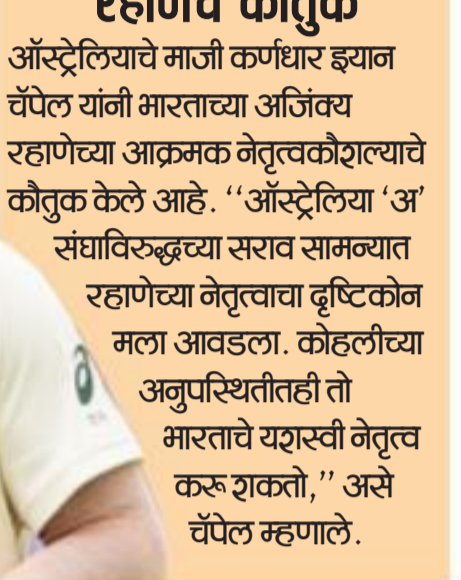 रहाणेचे कौतुक
ऑस्ट्रेलियाचे माजी कर्णधार इयान
चॅपेल यांनी भारताच्या अजिंक्य
रहाणेच्या आक्रमक नेतृत्वकौशल्याचे
कौतुक केले आहे. ‘‘ऑस्ट्रेलिया ‘अ’
संघाविरुद्धच्या सराव सामन्यात
रहाणेच्या नेतृत्वाचा दृष्टिकोन
मला आवडला. कोहलीच्या
अनुपस्थितीतही तो
भारताचे यशस्वी नेतृत्व
करू शकतो,’’ असे
चॅपेल म्हणाले.